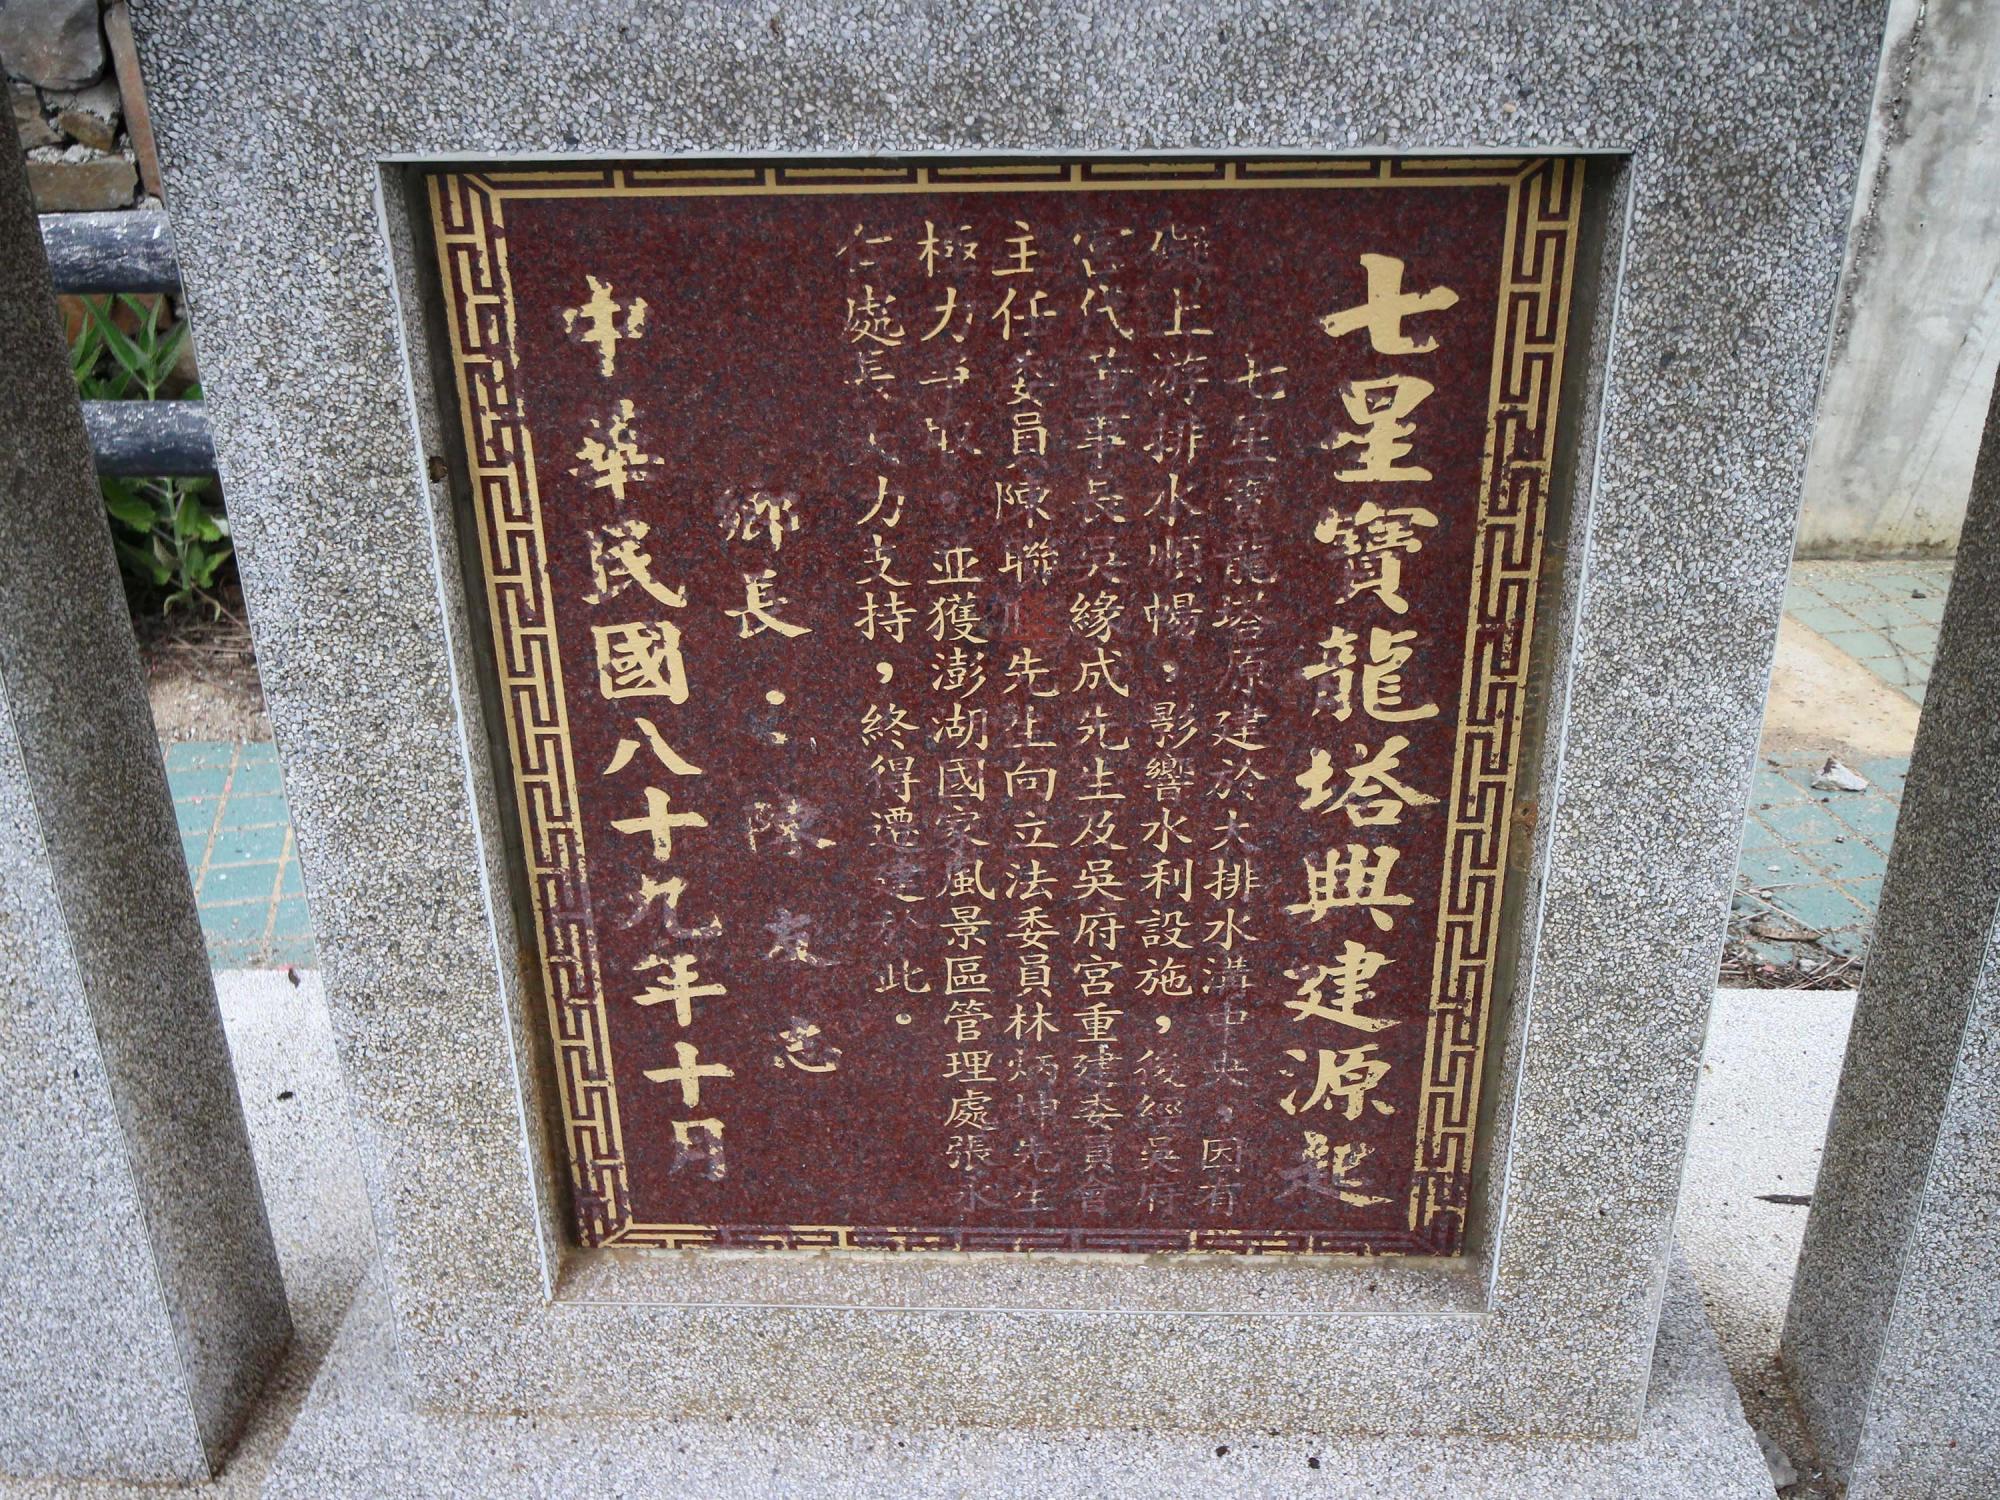 七星寶龍塔興建源起
七星寶龍塔原建於大排水溝中央，因有
礙上游排水順暢，影響水利設施，後經吳府
宮代董事長吳緣成先生及吳府宮重建委員會
主任委員陳聯 先生向立法委員林炳坤先生
極力爭取，並獲澎湖國家風景區管理處張水
仁處長大力支持，終得遷建於此。
鄉長：陳友志
中華民國八十九年十月